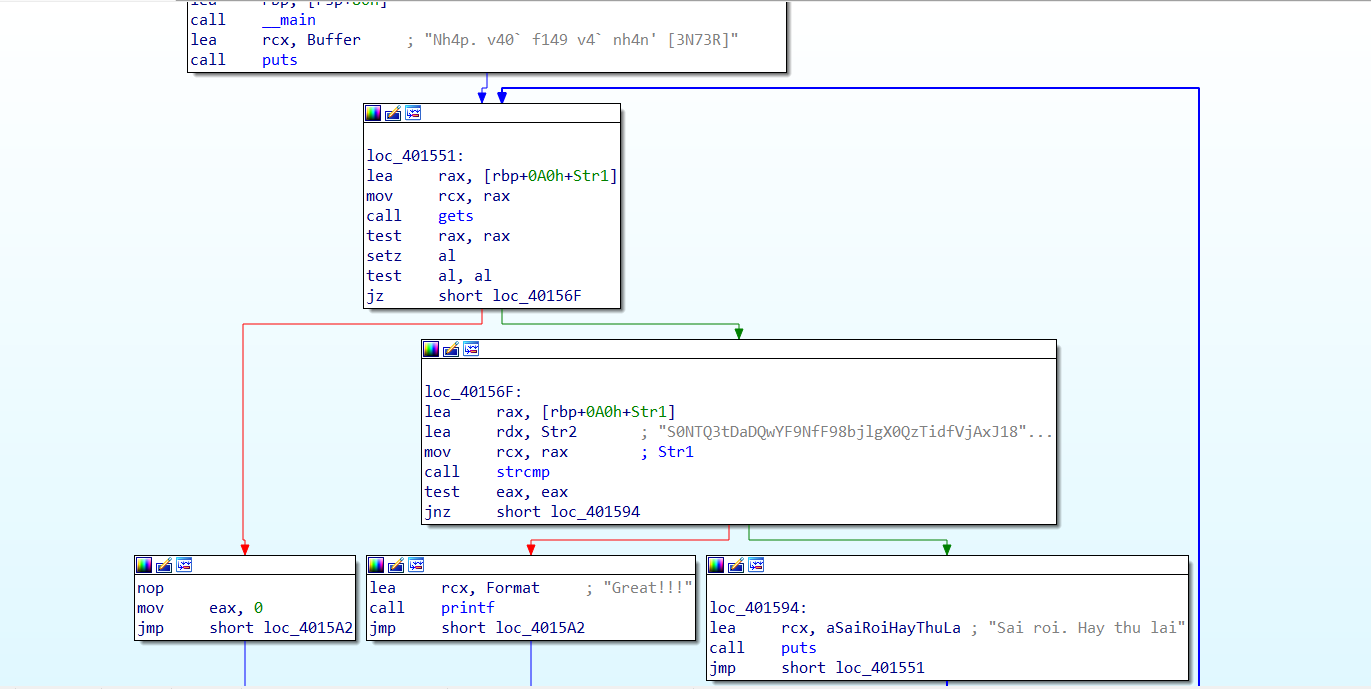 call    __main
lea     rcx, Buffer     ; "Nh4p. v40` f149 v4` nh4n' [3N73R]"
call    puts
loc_401551:
lea     rax, [rbp+0A0h+Str1]
mov     rcx, rax
call    gets
test    rax, rax
setz    al
test    al, al
jz      short loc_40156F
loc_40156F:
lea     rax, [rbp+0A0h+Str1]
lea     rdx, Str2       ; "S0NTQ3tDaDQwYF9NfF98bjlgX0QzTidfVjAxJ18"...
mov     rcx, rax        ; Str1
call    strcmp
test    eax, eax
jnz     short loc_401594
nop
mov     eax, 0
jmp     short loc_4015A2
lea     rcx, Format     ; "Great!!!"
call    printf
jmp     short loc_4015A2
loc_401594:
lea     rcx, aSaiRoiHayThuLa ; "Sai roi. Hay thu lai"
call    puts
jmp     short loc_401551